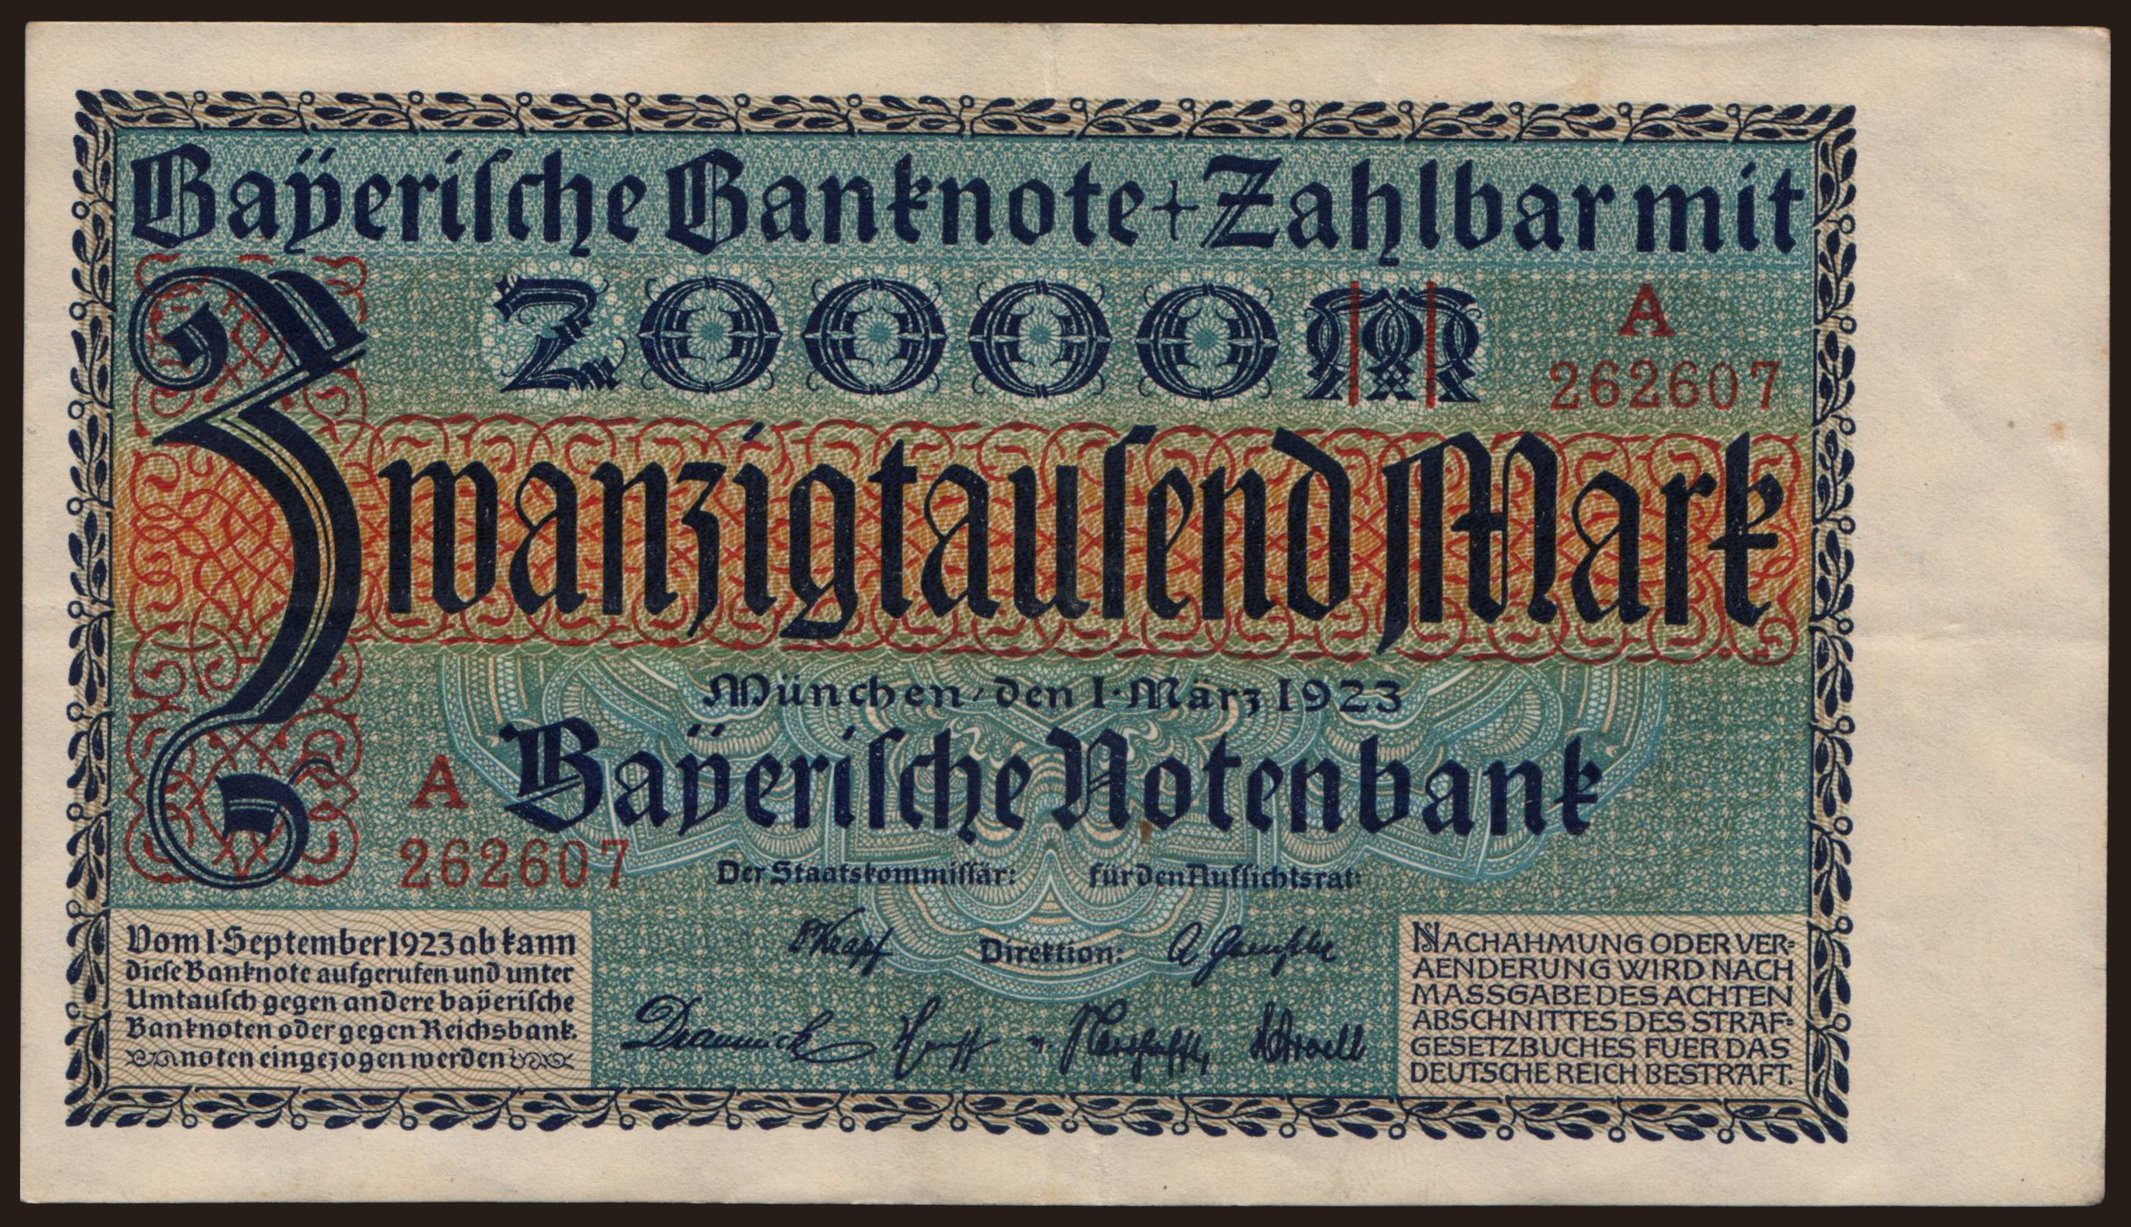 Bayerische Banknote + Zahlbar mit
20000 M
A
262607
Zwanzigtausend Mark
München, den 1. März 1923
Bayerische Notenbank
A
262607
Der Staatskommissär: für den Aufsichtsrat:
Direktion:
Vom 1. September 1923 ab kann
diese Banknote aufgerufen und unter
Umtausch gegen andere bayerische
Banknoten oder gegen Reichsbank-
noten eingezogen werden
NACHAHMUNG ODER VER-
AENDERUNG WIRD NACH
MASSGABE DES ACHTEN
ABSCHNITTES DES STRAF-
GESETZBUCHES FUER DAS
DEUTSCHE REICH BESTRAFT.